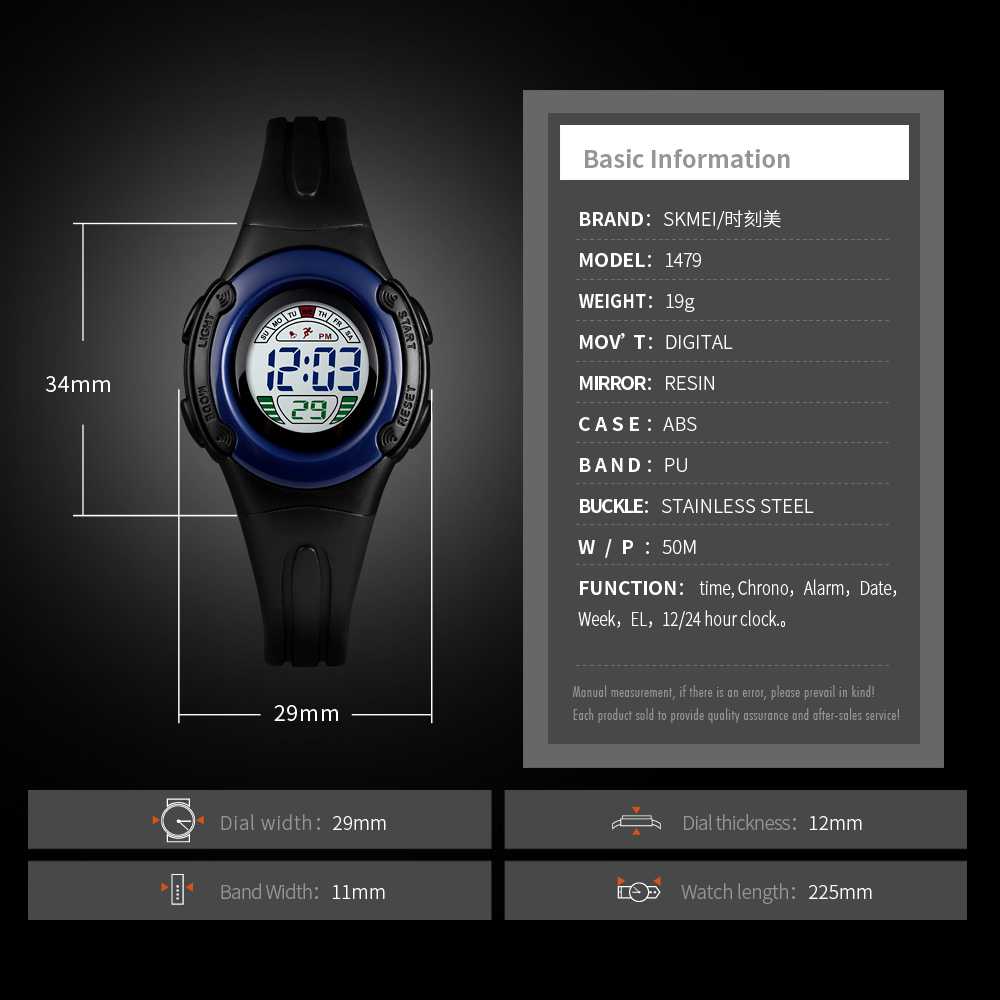 34mm
29mm
LIGHT
START
MODE
RESET
SU MO TU TH FR SA
PM
12:03
29
Basic Information
BRAND： SKMEI/时刻美
MODEL： 1479
WEIGHT： 19g
MOV’ T： DIGITAL
MIRROR： RESIN
CASE： ABS
BAND： PU
BUCKLE： STAINLESS STEEL
W / P ： 50M
FUNCTION： time, Chrono，Alarm，Date，
Week，EL，12/24 hour clock.。
Manual measurement, if there is an error, please prevail in kind!
Each product sold to provide quality assurance and after-sales service!
Dial width： 29mm
Dial thickness： 12mm
Band Width： 11mm
Watch length： 225mm